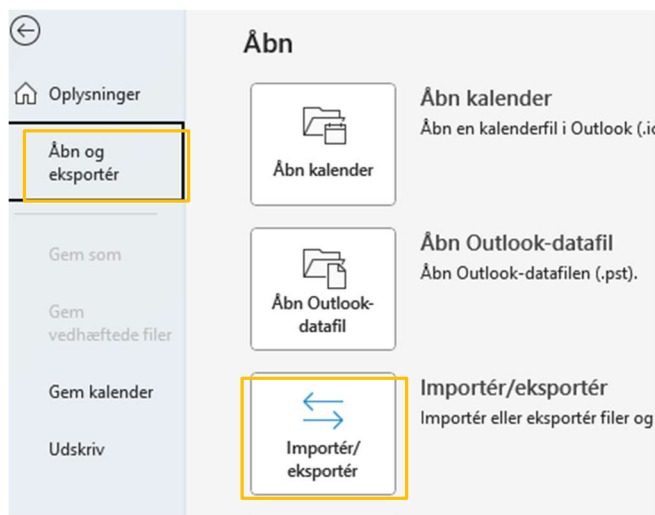 Åbn
Oplysninger
Åbn og
eksportér
Gem som
Gem
vedhæftede filer
Gem kalender
Udskriv
Åbn kalender
Åbn kalender
Åbn en kalenderfil i Outlook (.ic
Åbn Outlook-
datafil
Åbn Outlook-datafil
Åbn Outlook-datafilen (.pst).
Importér/
eksportér
Importér/eksportér
Importér eller eksportér filer og